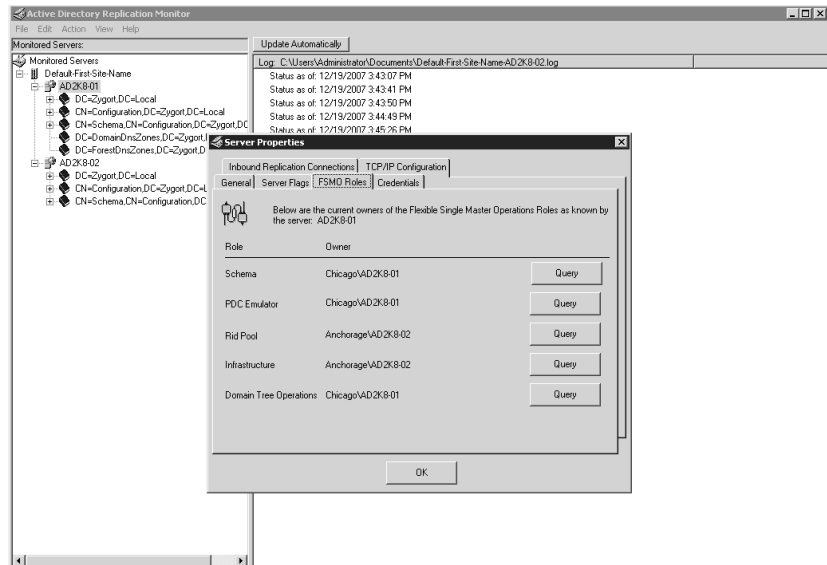 Active Directory Replication Monitor
File Edit Action View Help
Monitored Servers:
Update Automatically
Monitored Servers
Default-First-Site-Name
AD2K8-01
DC=Zygort,DC=Local
CN=Configuration,DC=Zygort,DC=Local
CN=Schema,CN=Configuration,DC=Zygort,DC
DC=DomainDnsZones,DC=Zygort,
DC=ForestDnsZones,DC=Zygort,D
AD2K8-02
DC=Zygort,DC=Local
CN=Configuration,DC=Zygort,DC=L
CN=Schema,CN=Configuration,DC
Log: C:\Users\Administrator\Documents\Default-First-Site-Name-AD2K8-02.log
Status as of: 12/19/2007 3:43:07 PM
Status as of: 12/19/2007 3:43:41 PM
Status as of: 12/19/2007 3:43:50 PM
Status as of: 12/19/2007 3:44:49 PM
Status as of: 12/19/2007 3:45:26 PM
Server Properties
Inbound Replication Connections TCP/IP Configuration
General Server Flags FSMO Roles Credentials
Below are the current owners of the Flexible Single Master Operations Roles as known by
the server: AD2K8-01
Role Owner
Schema Chicago\AD2K8-01 Query
PDC Emulator Chicago\AD2K8-01 Query
Rid Pool Anchorage\AD2K8-02 Query
Infrastructure Anchorage\AD2K8-02 Query
Domain Tree Operations Chicago\AD2K8-01 Query
OK